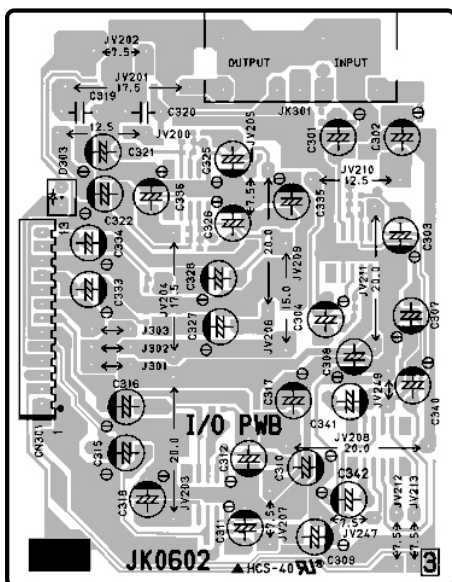 JV202
7.5
OUTPUT
INPUT
JV201
17.5
C319
C320
JK301
C301
C302
12.5
JV200
JV205
D303
C321
C325
JV210
12.5
7.5
C336
C335
C322
C326
13
C334
20.0
C303
C328
JV209
JV204
17.5
JV211
20.0
C333
15.0
C304
C307
C327
JV206
J303
J302
C308
J301
C316
C317
JV249
C340
C341
CN301
1
I/O PWB
JV208
20.0
C315
20.0
C312
C310
C342
JV203
C318
JV212
JV213
7.5
JV207
C311
7.5
JV247
7.5
7.5
JK0602
HCS-40
C309
3